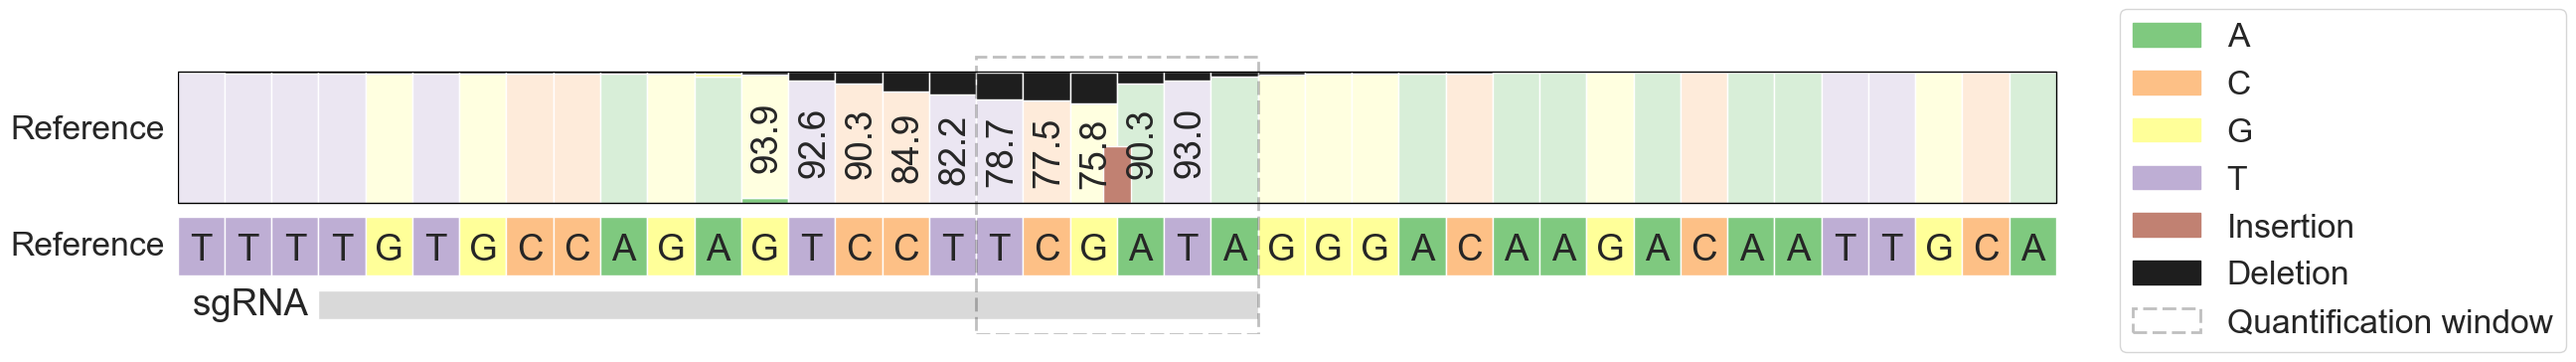 Reference 93.9 92.6 90.3 84.9 82.2 78.7 77.5 75.8 90.3 93.0
Reference T T T T G T G C C A G A G T C C T T C G A T A G G G A C A A G A C A A T T G C A
sgRNA
A
C
G
T
Insertion
Deletion
Quantification window